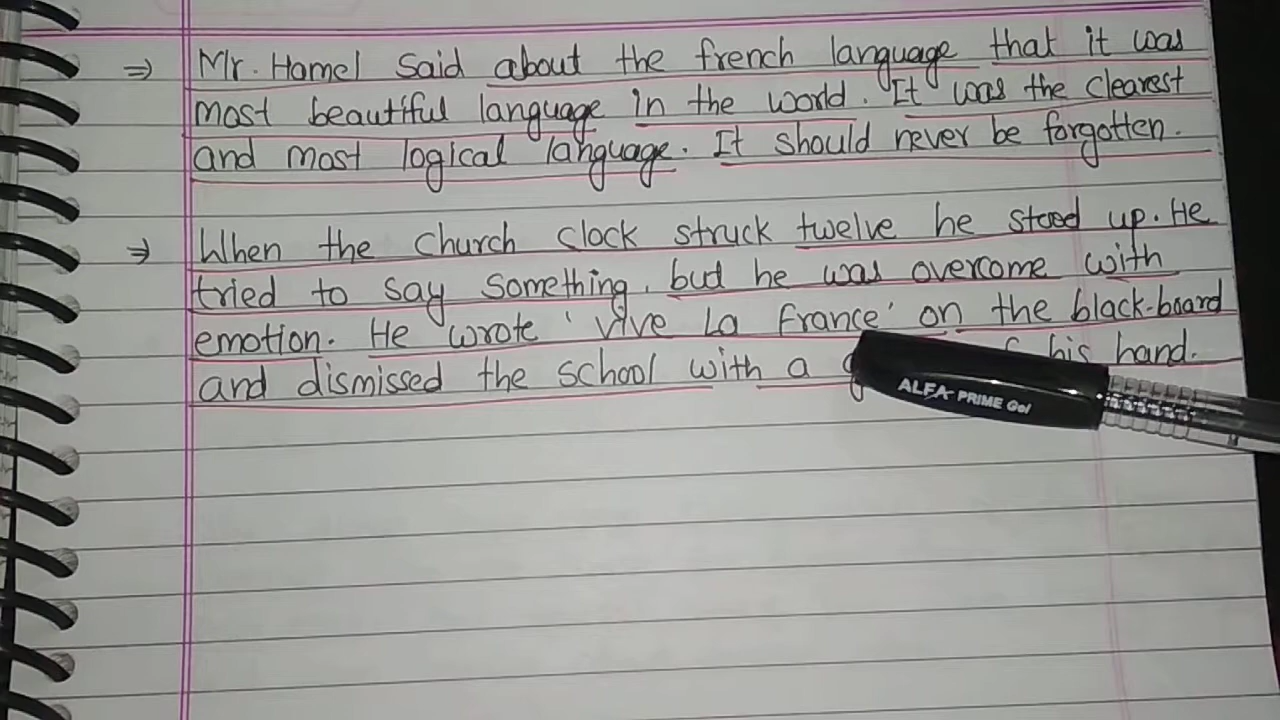 ⇒ Mr. Hamel Said about the french language that it was
most beautiful language in the world. It was the clearest
and most logical language. It should never be forgotten.
⇒ When the church clock struck twelve he stood up. He
tried to say something, but he was overcome with
emotion. He wrote 'Vive La France' on the black-board
and dismissed the school with a his hand.
ALFA PRIME Gel